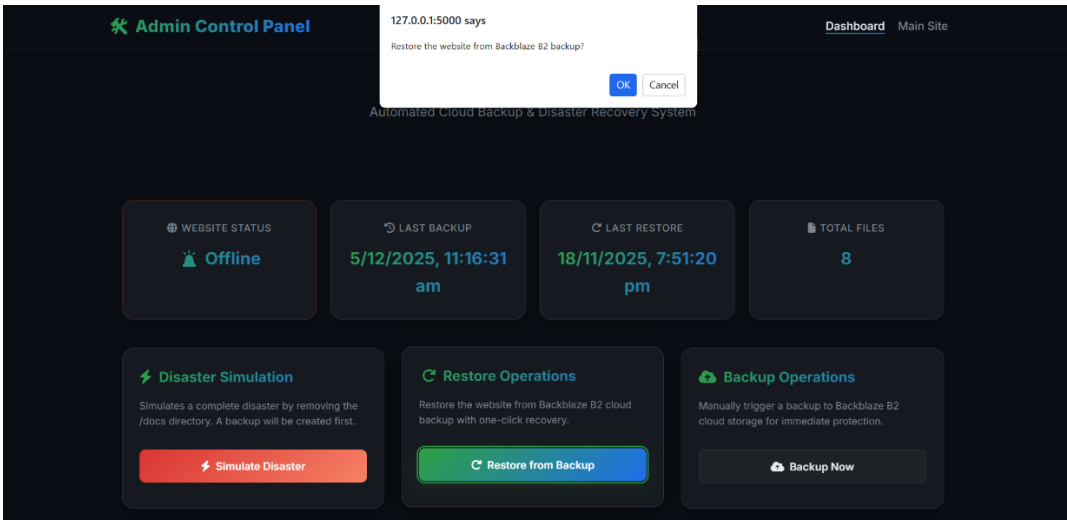 Admin Control Panel
127.0.0.1:5000 says
Restore the website from Backblaze B2 backup?
OK
Cancel
Dashboard
Main Site
Automated Cloud Backup & Disaster Recovery System
WEBSITE STATUS
Offline
LAST BACKUP
5/12/2025, 11:16:31
am
LAST RESTORE
18/11/2025, 7:51:20
pm
TOTAL FILES
8
Disaster Simulation
Simulates a complete disaster by removing the
/docs directory. A backup will be created first.
Simulate Disaster
Restore Operations
Restore the website from Backblaze B2 cloud
backup with one-click recovery.
Restore from Backup
Backup Operations
Manually trigger a backup to Backblaze B2
cloud storage for immediate protection.
Backup Now